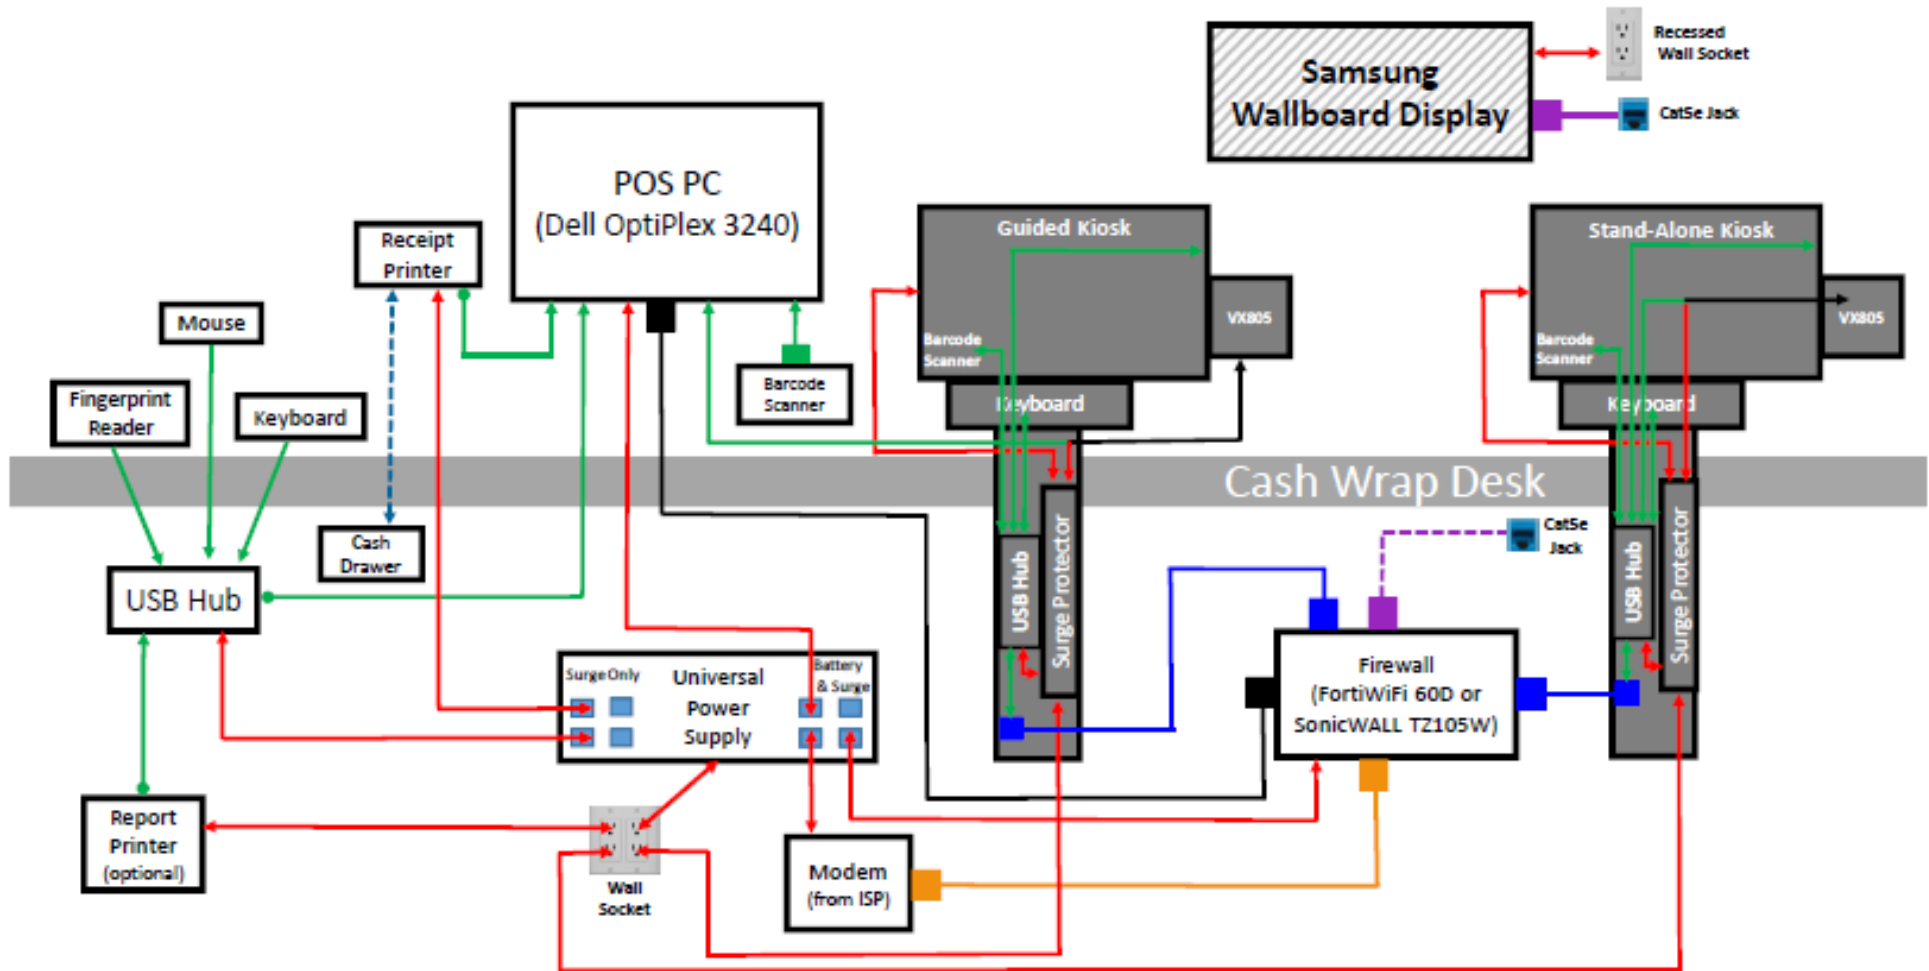 Samsung
Wallboard Display
Recessed
Wall Socket
Cat5e Jack
POS PC
(Dell OptiPlex 3240)
Receipt
Printer
Mouse
Fingerprint
Reader
Keyboard
Barcode
Scanner
Guided Kiosk
VX805
Barcode
Scanner
Keyboard
Stand-Alone Kiosk
VX805
Barcode
Scanner
Keyboard
Cash Wrap Desk
Cash
Drawer
USB Hub
USB Hub
Surge Protector
Cat5e
Jack
USB Hub
Surge Protector
Surge Only
Universal
Power
Supply
Battery
& Surge
Firewall
(FortiWiFi 60D or
SonicWALL TZ105W)
Report
Printer
(optional)
Wall
Socket
Modem
(from ISP)